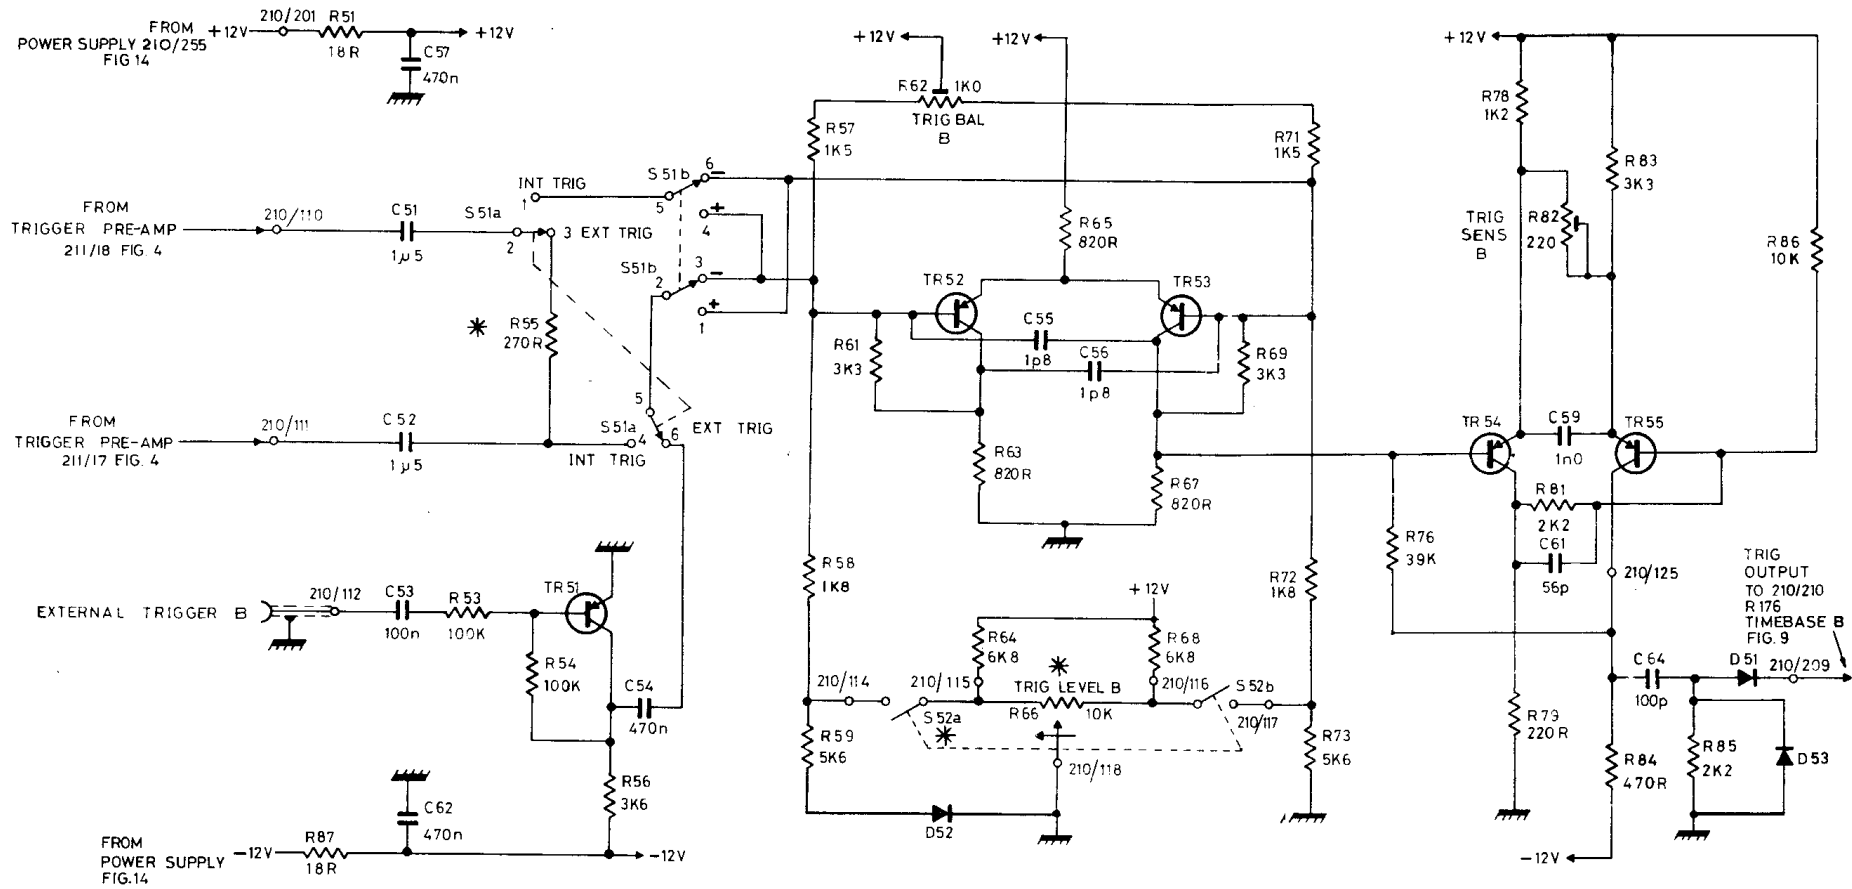 FROM
POWER SUPPLY 210/255
FIG 14
+12V
210/201
R51
18R
+12V
C57
470n
FROM
TRIGGER PRE-AMP
211/18 FIG. 4
210/110
C51
1µ5
S51a
2
INT TRIG
1
3 EXT TRIG
S51b
5
6
−
+
4
S51b
2
3
−
+
1
R55
270R
FROM
TRIGGER PRE-AMP
211/17 FIG. 4
210/111
C52
1µ5
S51a
4
INT TRIG
5
6
EXT TRIG
EXTERNAL TRIGGER B
210/112
C53
100n
R53
100K
TR51
R54
100K
C54
470n
R56
3K6
C62
470n
FROM
POWER SUPPLY
FIG.14
−12V
R87
18R
−12V
+12V
+12V
R62
1K0
TRIG BAL
B
R57
1K5
R71
1K5
R65
820R
TR52
TR53
C55
1p8
C56
1p8
R61
3K3
R69
3K3
R63
820R
R67
820R
R58
1K8
R72
1K8
+12V
R64
6K8
R68
6K8
210/114
210/115
TRIG LEVEL B
210/116
S52b
S52a
R66
10K
210/117
R59
5K6
210/118
R73
5K6
D52
+12V
R78
1K2
R83
3K3
TRIG
SENS
B
R82
220
R86
10K
TR54
C59
1n0
TR55
R81
2K2
C61
56p
R76
39K
210/125
R79
220R
R84
470R
−12V
C64
100p
D51
210/209
R85
2K2
D53
TRIG
OUTPUT
TO 210/210
R176
TIMEBASE B
FIG. 9